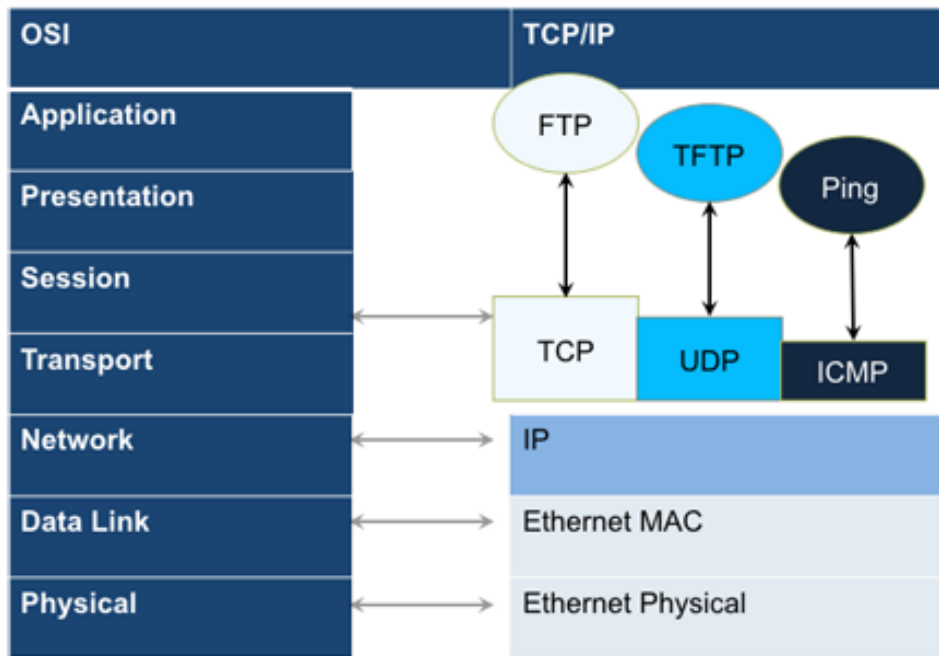 OSI
TCP/IP
Application
FTP
TFTP
Presentation
Ping
Session
TCP
UDP
ICMP
Transport
Network
IP
Data Link
Ethernet MAC
Physical
Ethernet Physical